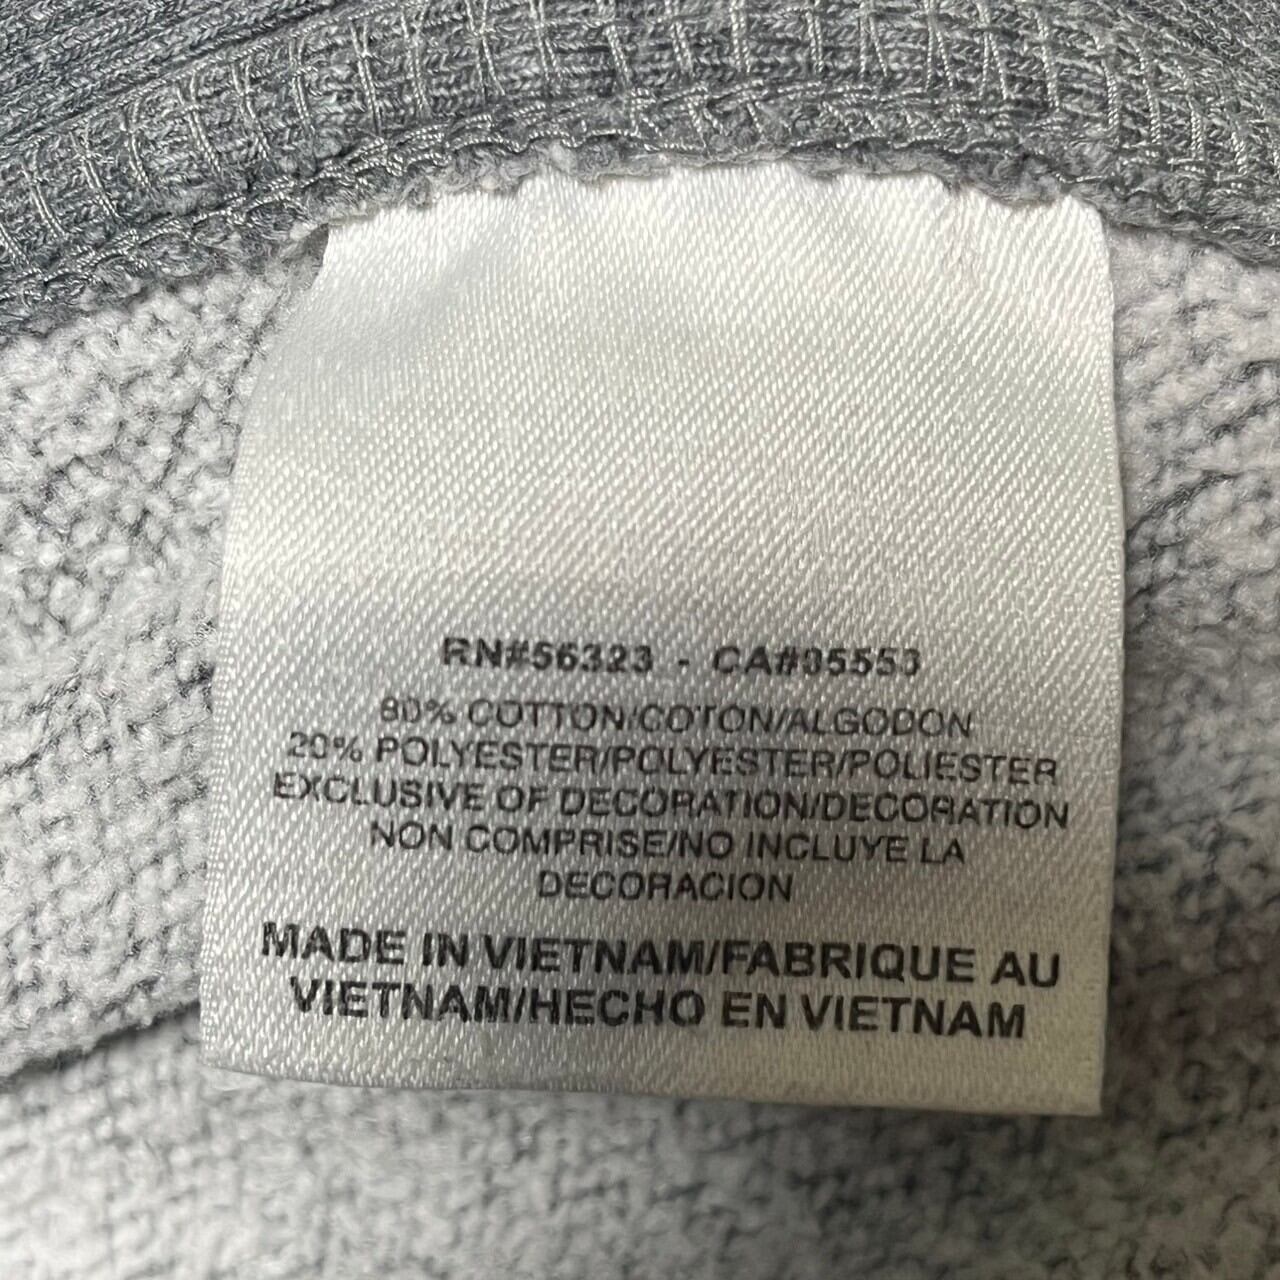 RN#56323 - CA#05553
80% COTTON/COTON/ALGODON
20% POLYESTER/POLYESTER/POLIESTER
EXCLUSIVE OF DECORATION/DECORATION
NON COMPRISE/NO INCLUYE LA
DECORACION
MADE IN VIETNAM/FABRIQUE AU
VIETNAM/HECHO EN VIETNAM